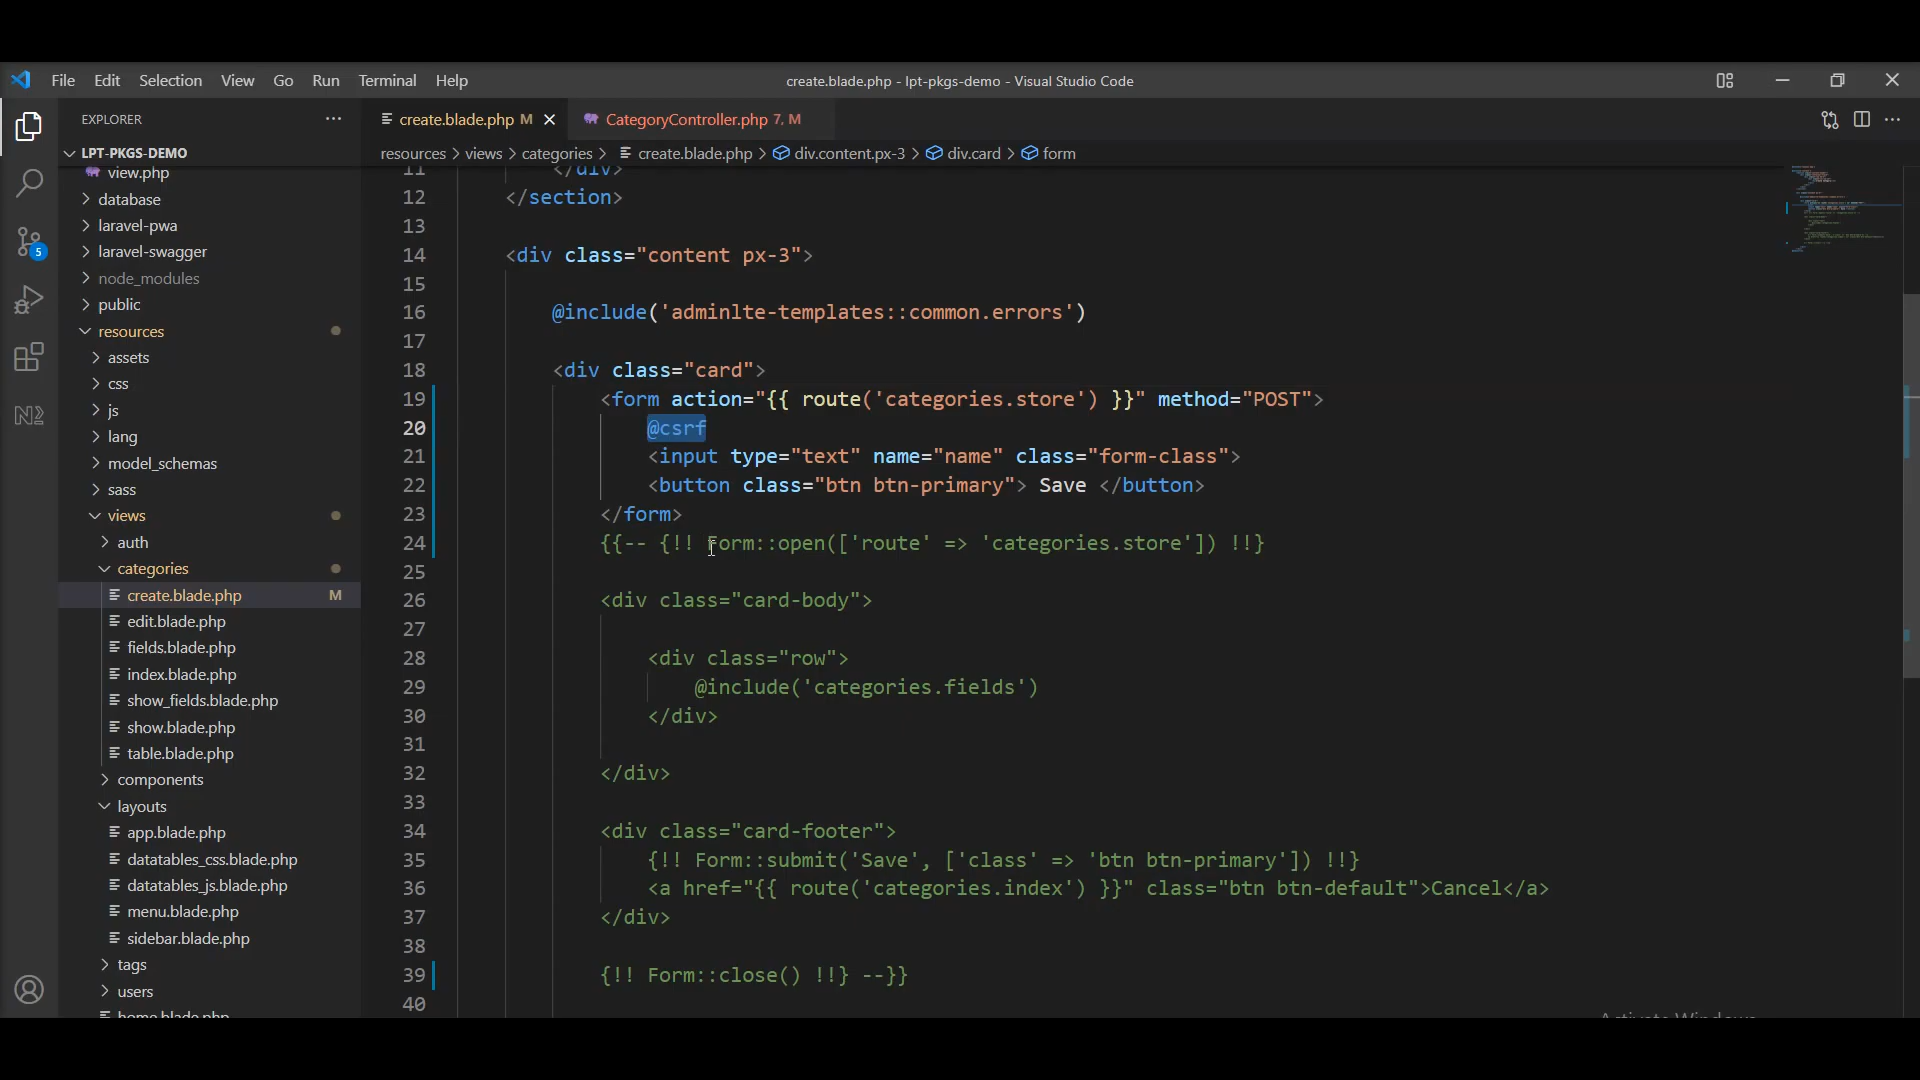 File Edit Selection View Go Run Terminal Help
create.blade.php - lpt-pkgs-demo - Visual Studio Code
EXPLORER
create.blade.php M
CategoryController.php 7, M
LPT-PKGS-DEMO
resources > views > categories > create.blade.php > div.content.px-3 > div.card > form
view.php
database
laravel-pwa
laravel-swagger
node_modules
public
resources
assets
css
js
lang
model_schemas
sass
views
auth
categories
create.blade.php M
edit.blade.php
fields.blade.php
index.blade.php
show_fields.blade.php
show.blade.php
table.blade.php
components
layouts
app.blade.php
datatables_css.blade.php
datatables_js.blade.php
menu.blade.php
sidebar.blade.php
tags
users
home.blade.php
5
11 </div>
12 </section>
13
14 <div class="content px-3">
15
16 @include('adminlte-templates::common.errors')
17
18 <div class="card">
19 <form action="{{ route('categories.store') }}" method="POST">
20 @csrf
21 <input type="text" name="name" class="form-class">
22 <button class="btn btn-primary"> Save </button>
23 </form>
24 {{-- {!! Form::open(['route' => 'categories.store']) !!}
25
26 <div class="card-body">
27
28 <div class="row">
29 @include('categories.fields')
30 </div>
31
32 </div>
33
34 <div class="card-footer">
35 {!! Form::submit('Save', ['class' => 'btn btn-primary']) !!}
36 <a href="{{ route('categories.index') }}" class="btn btn-default">Cancel</a>
37 </div>
38
39 {!! Form::close() !!} --}}
40
Activate Windows